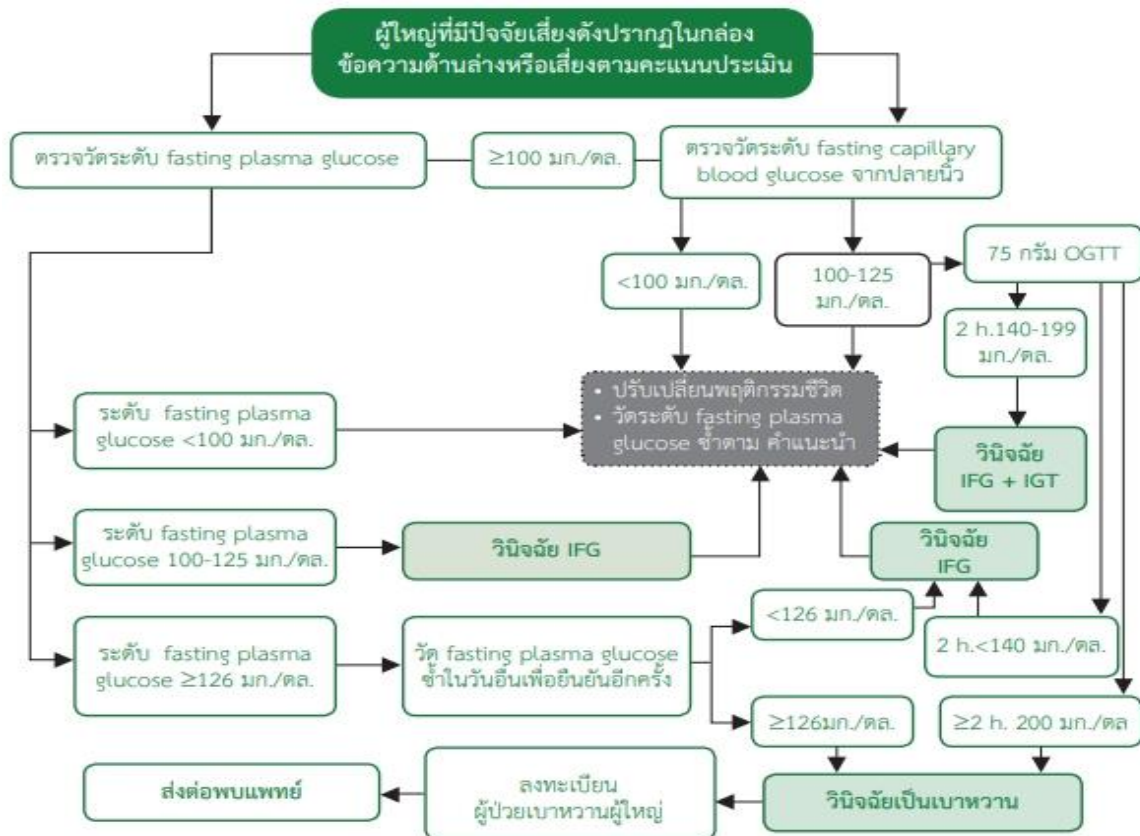 ผู้ใหญ่ที่มีปัจจัยเสี่ยงดังปรากฏในกล่อง
ข้อความด้านล่างหรือเสี่ยงตามคะแนนประเมิน
ตรวจวัดระดับ fasting plasma glucose
≥100 มก./ดล.
ตรวจวัดระดับ fasting capillary
blood glucose จากปลายนิ้ว
<100 มก./ดล.
100-125
มก./ดล.
75 กรัม OGTT
2 h.140-199
มก./ดล.
• ปรับเปลี่ยนพฤติกรรมชีวิต
• วัดระดับ fasting plasma
glucose ซ้ำตาม คำแนะนำ
ระดับ fasting plasma
glucose <100 มก./ดล.
วินิจฉัย
IFG + IGT
ระดับ fasting plasma
glucose 100-125 มก./ดล.
วินิจฉัย IFG
วินิจฉัย
IFG
<126 มก./ดล.
2 h.<140 มก./ดล.
ระดับ fasting plasma
glucose ≥126 มก./ดล.
วัด fasting plasma glucose
ซ้ำในวันอื่นเพื่อยืนยันอีกครั้ง
≥126มก./ดล.
≥2 h. 200 มก./ดล
ส่งต่อพบแพทย์
ลงทะเบียน
ผู้ป่วยเบาหวานผู้ใหญ่
วินิจฉัยเป็นเบาหวาน